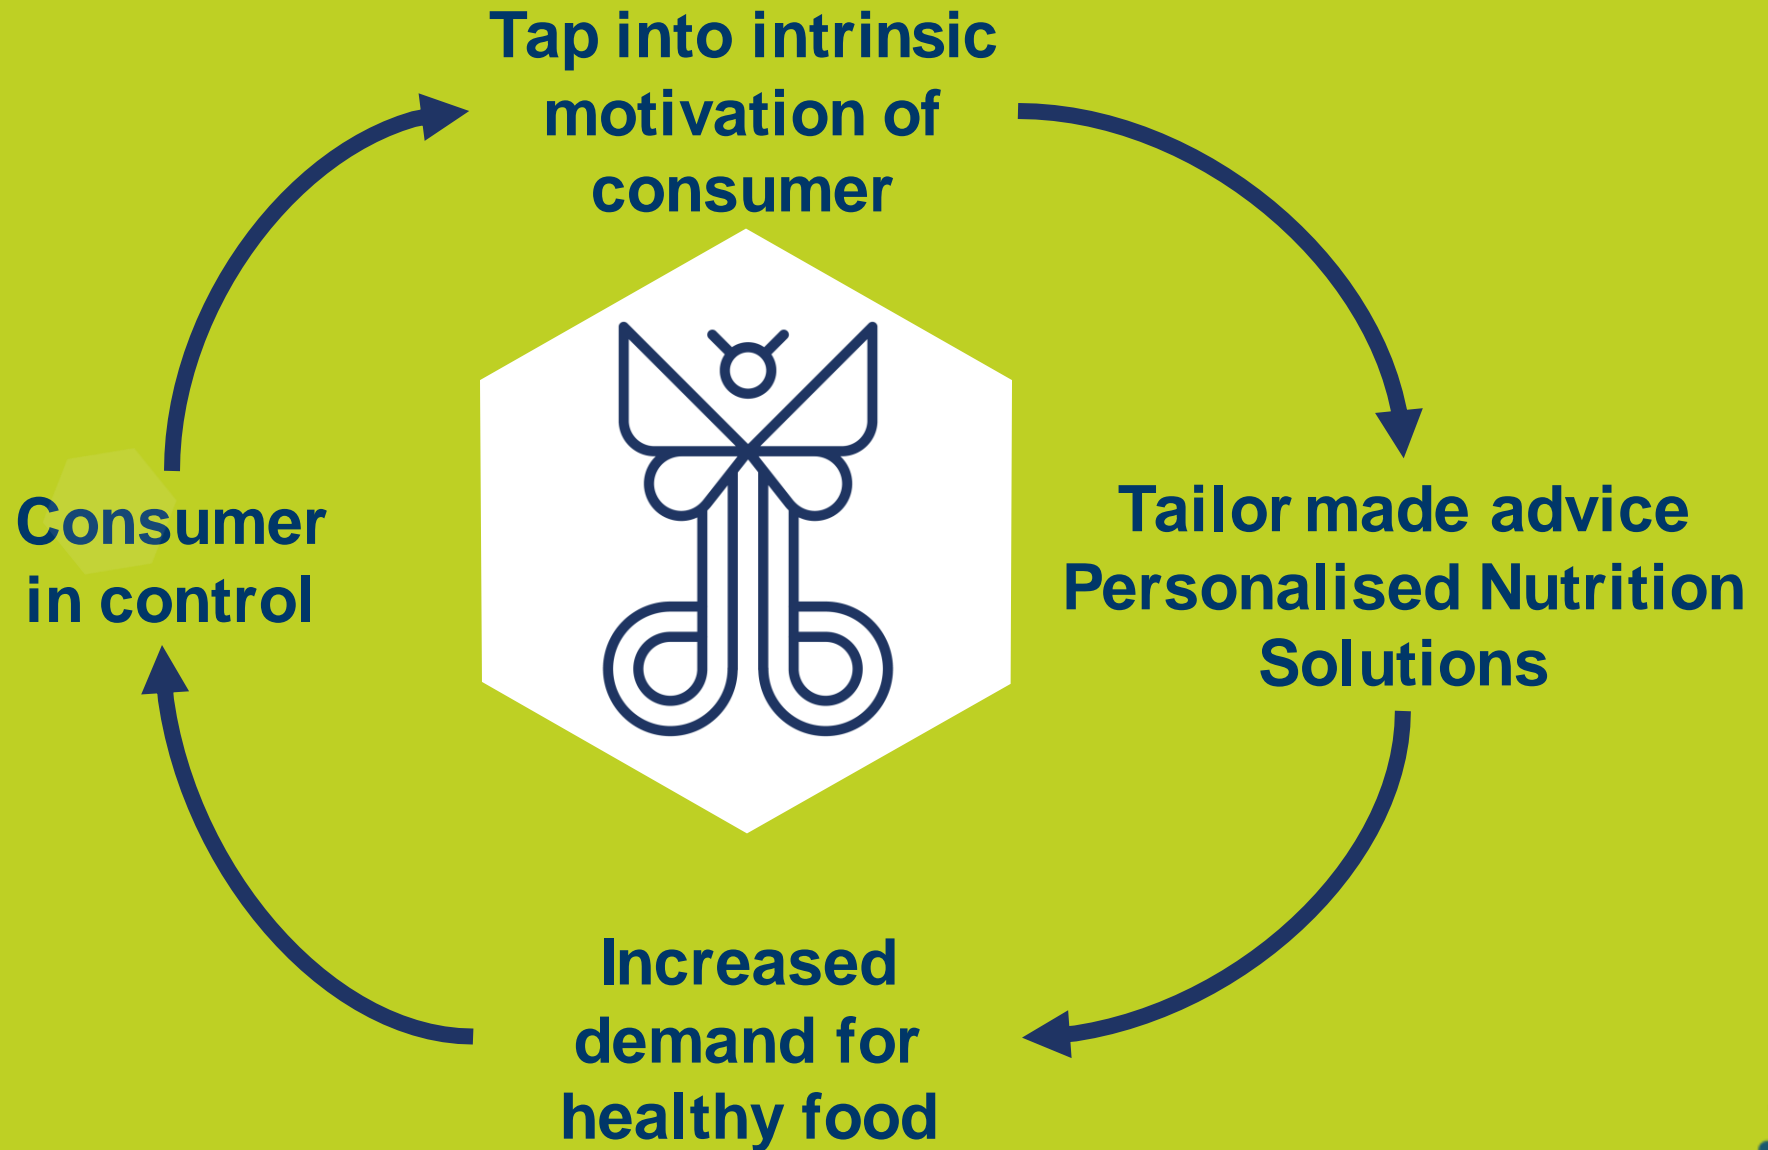 Tap into intrinsic
motivation of
consumer
Consumer
in control
Tailor made advice
Personalised Nutrition
Solutions
Increased
demand for
healthy food